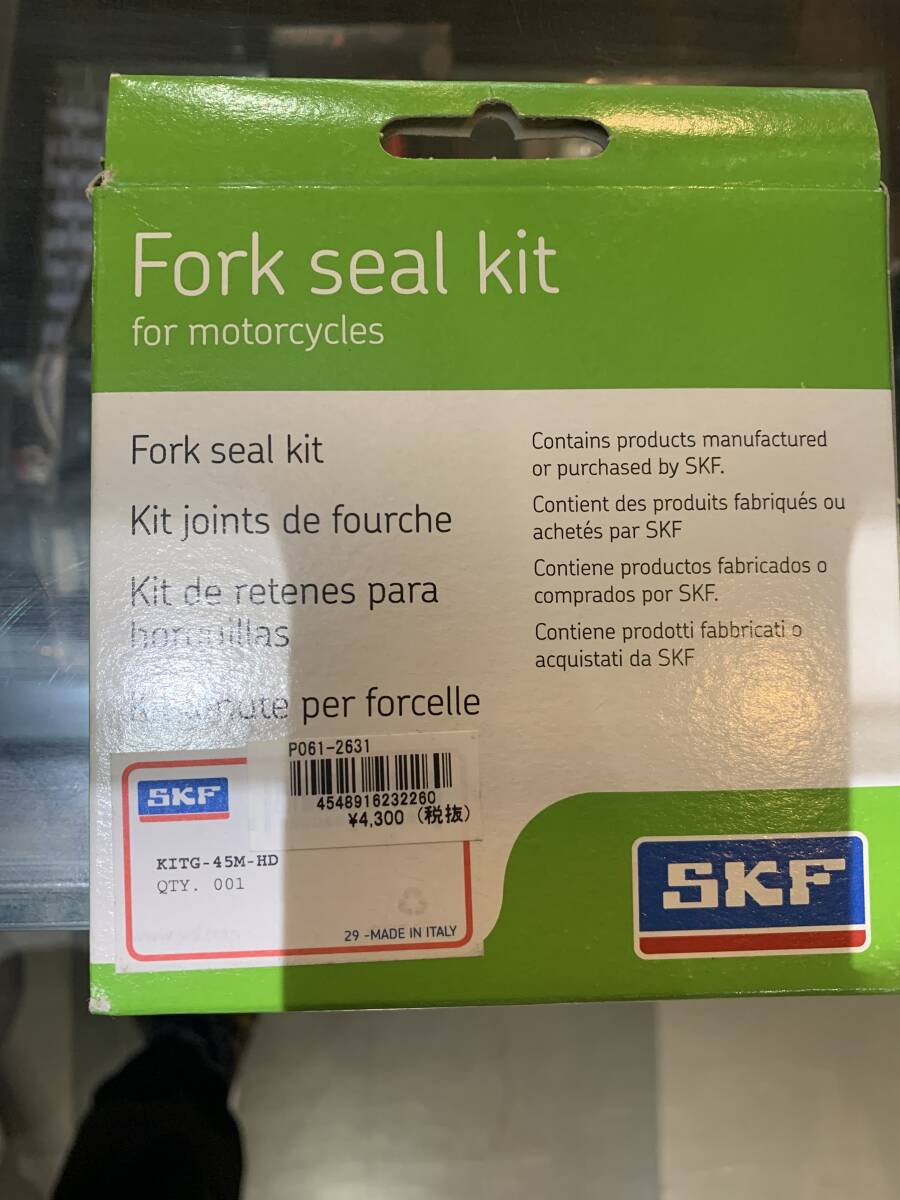 Fork seal kit
for motorcycles
Fork seal kit
Kit joints de fourche
Kit de retenes para
horquillas
per forcelle
Contains products manufactured
or purchased by SKF.
Contient des produits fabriqués ou
achetés par SKF
Contiene productos fabricados o
comprados por SKF.
Contiene prodotti fabbricati o
acquistati da SKF
P061-2631
4548916232260
¥4,300 (税抜)
SKF
KITG-45M-HD
QTY. 001
29 -MADE IN ITALY
SKF